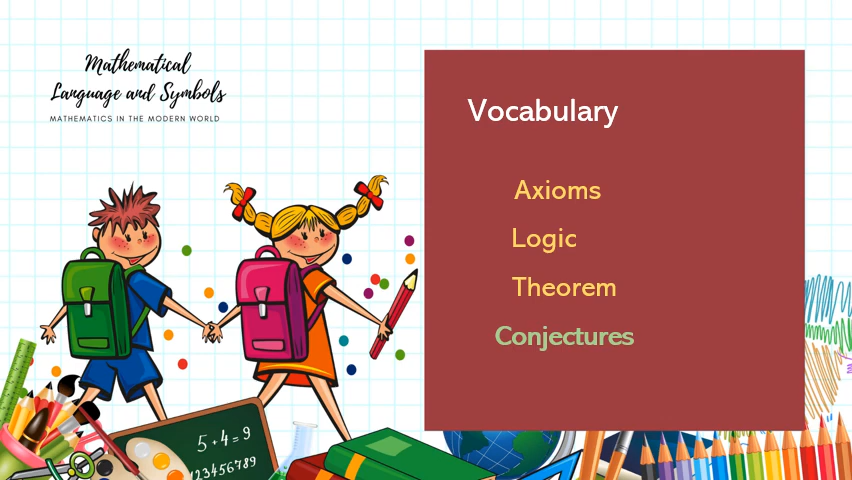 Mathematical
Language and Symbols
MATHEMATICS IN THE MODERN WORLD
Vocabulary
Axioms
Logic
Theorem
Conjectures
5+4=9
123456789